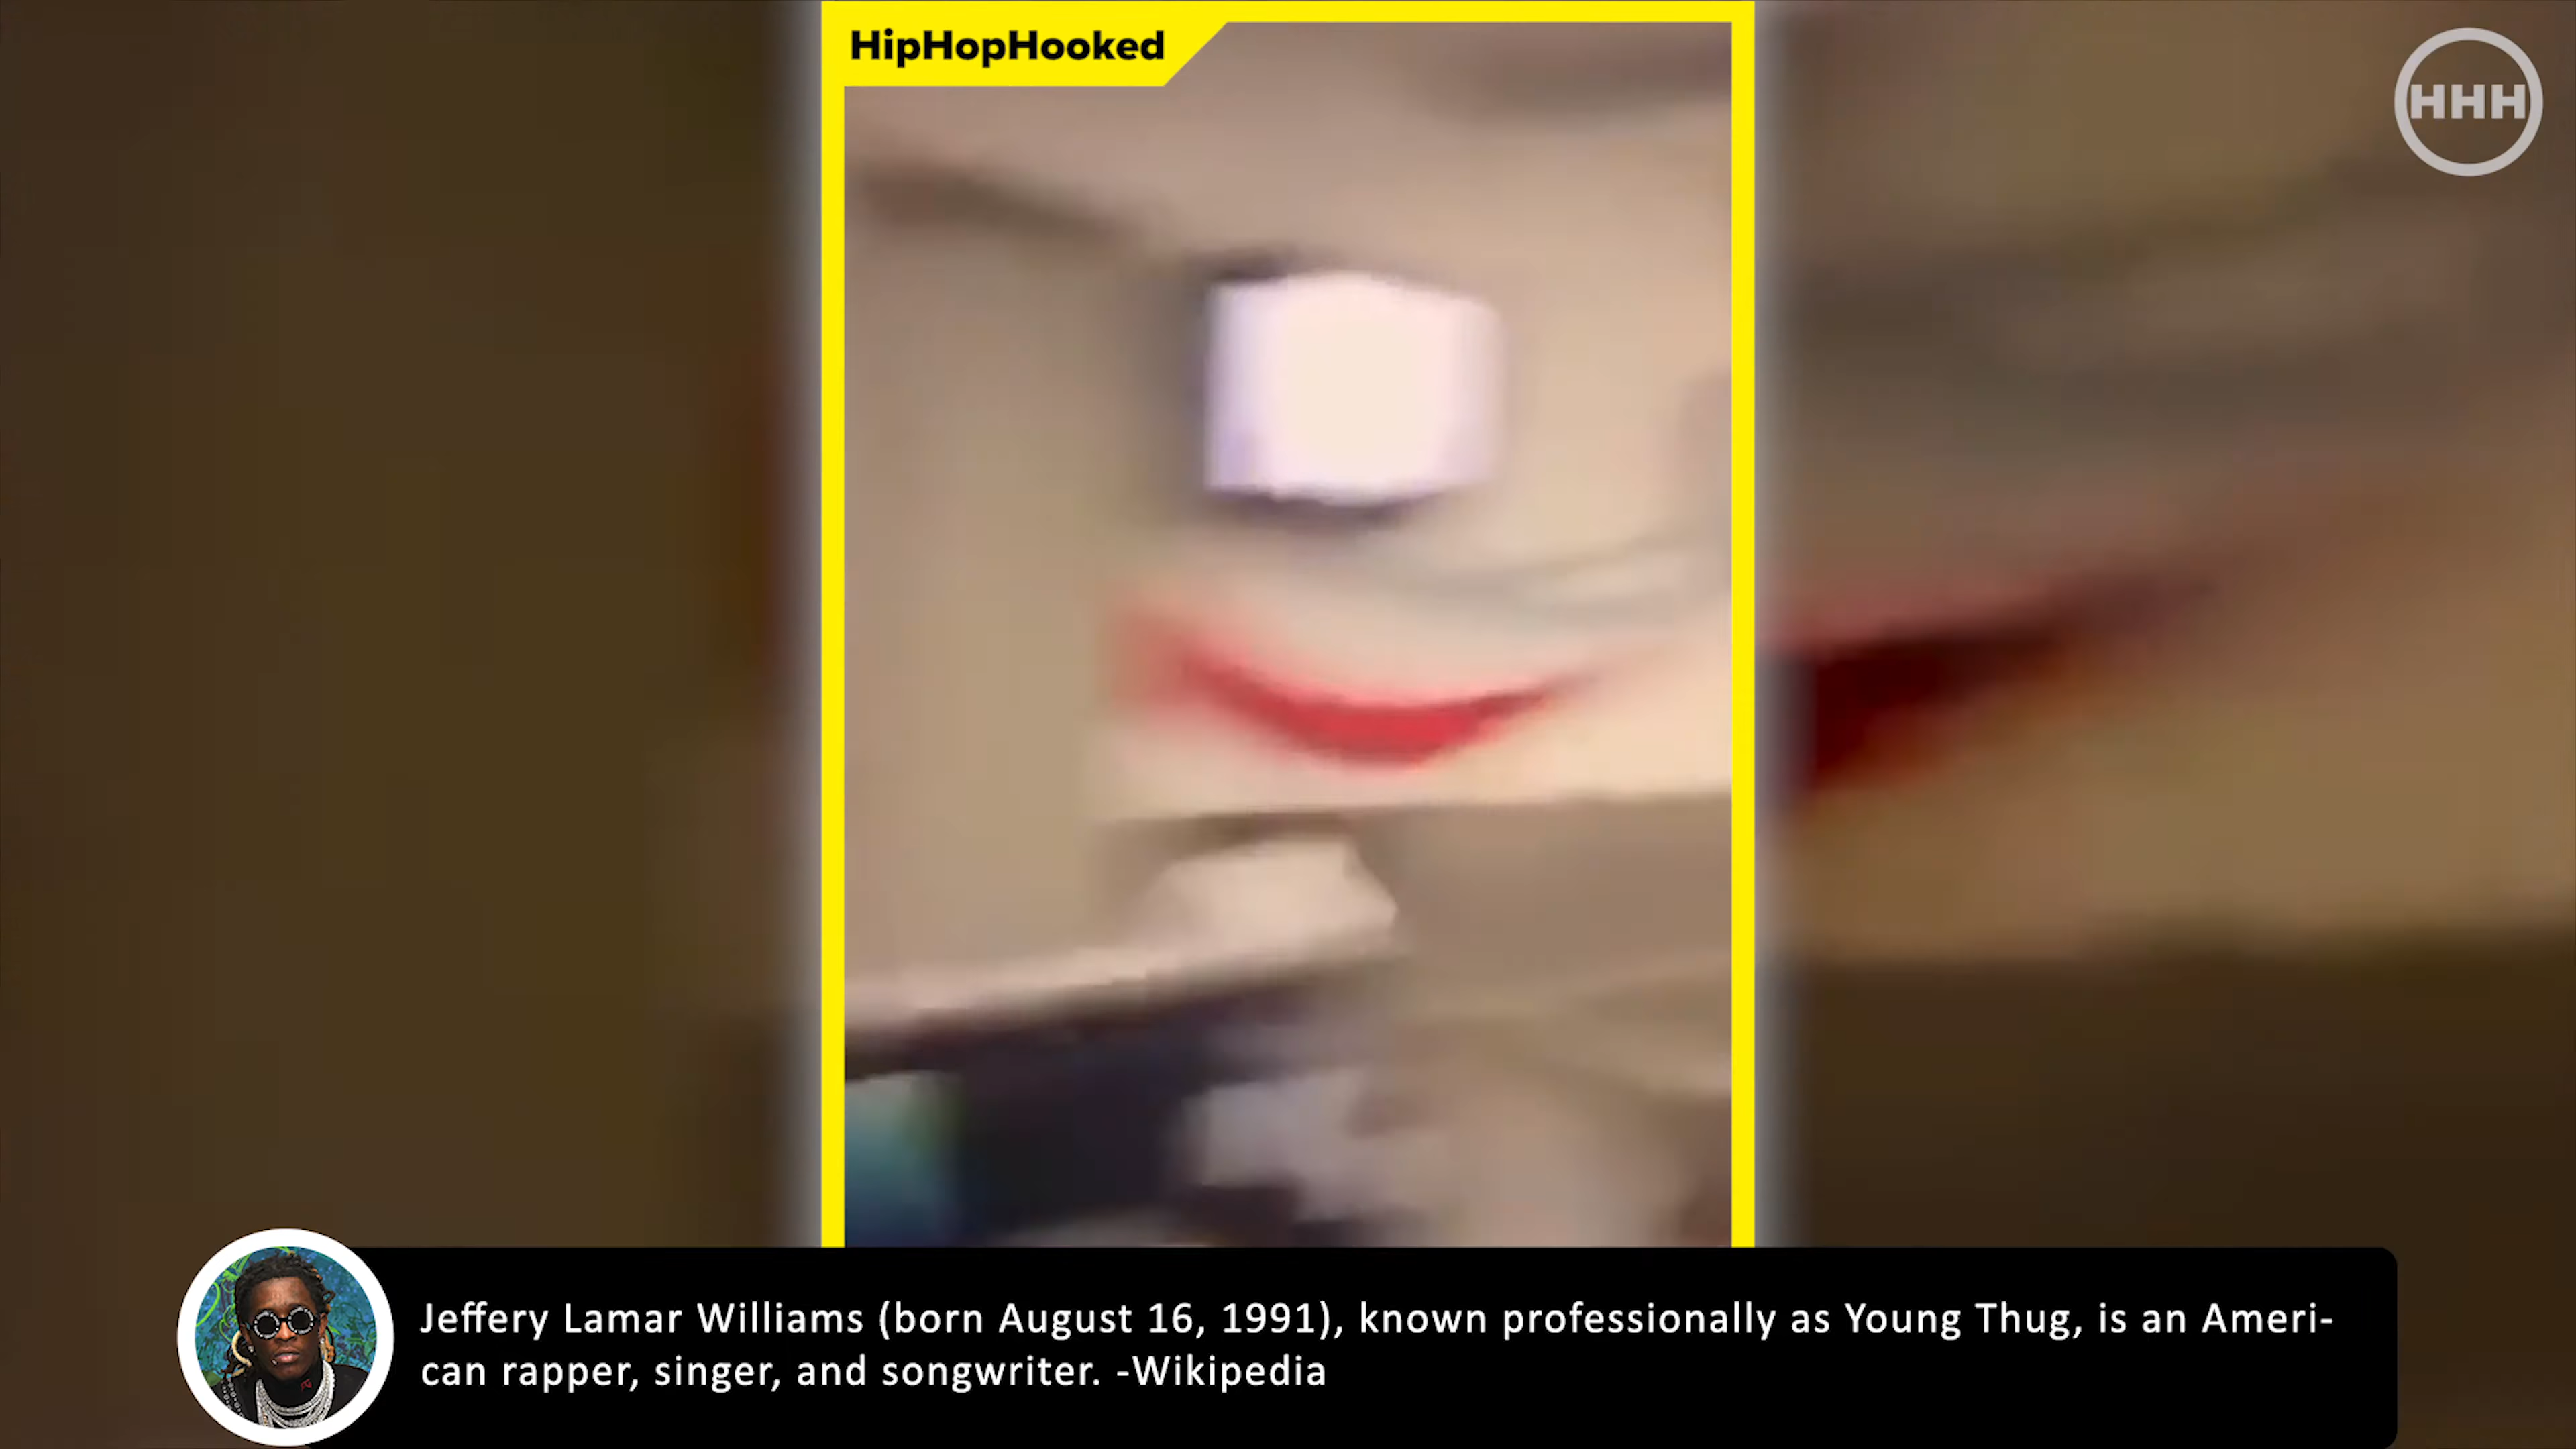 HipHopHooked
HHH
Jeffery Lamar Williams (born August 16, 1991), known professionally as Young Thug, is an Ameri-
can rapper, singer, and songwriter. -Wikipedia